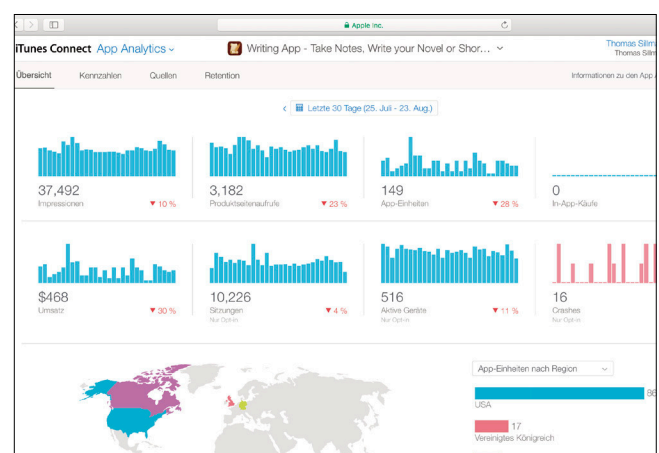 Apple Inc.
iTunes Connect App Analytics
Writing App - Take Notes, Write your Novel or Shor...
Thomas Sillm
Thomas Sillm
Übersicht Kennzahlen Quellen Retention
Informationen zu den App
Letzte 30 Tage (25. Juli - 23. Aug.)
37,492 3,182 149 0
Impressionen ▼ 10 % Produktseitenaufrufe ▼ 23 % App-Einheiten ▼ 28 % In-App-Käufe
$468 10,226 516 16
Umsatz ▼ 30 % Sitzungen ▼ 4 % Aktive Geräte ▼ 11 % Crashes
Nur Opt-in Nur Opt-in Nur Opt-in
App-Einheiten nach Region
86
USA
17
Vereinigtes Königreich